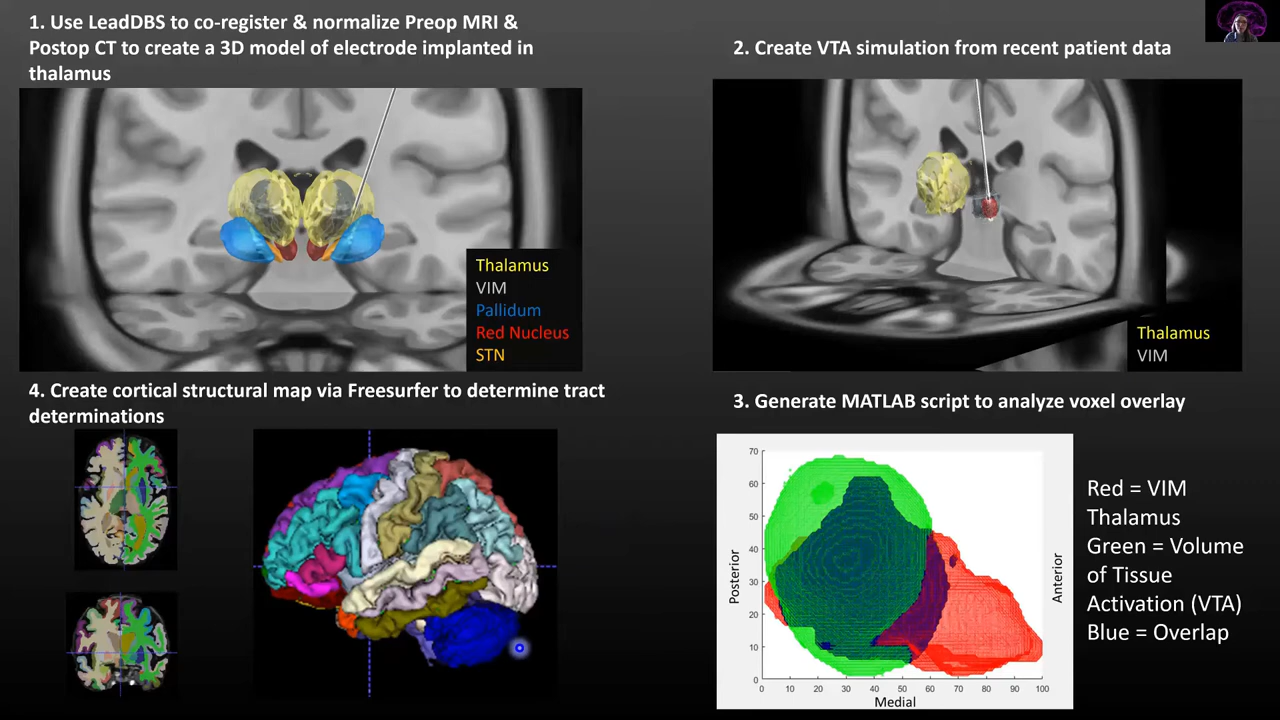 1. Use LeadDBS to co-register & normalize Preop MRI &
Postop CT to create a 3D model of electrode implanted in
thalamus
Thalamus
VIM
Pallidum
Red Nucleus
STN
2. Create VTA simulation from recent patient data
Thalamus
VIM
4. Create cortical structural map via Freesurfer to determine tract
determinations
3. Generate MATLAB script to analyze voxel overlay
70
60
50
40
30
20
10
0
Posterior
Anterior
0 10 20 30 40 50 60 70 80 90 100
Medial
Red = VIM
Thalamus
Green = Volume
of Tissue
Activation (VTA)
Blue = Overlap